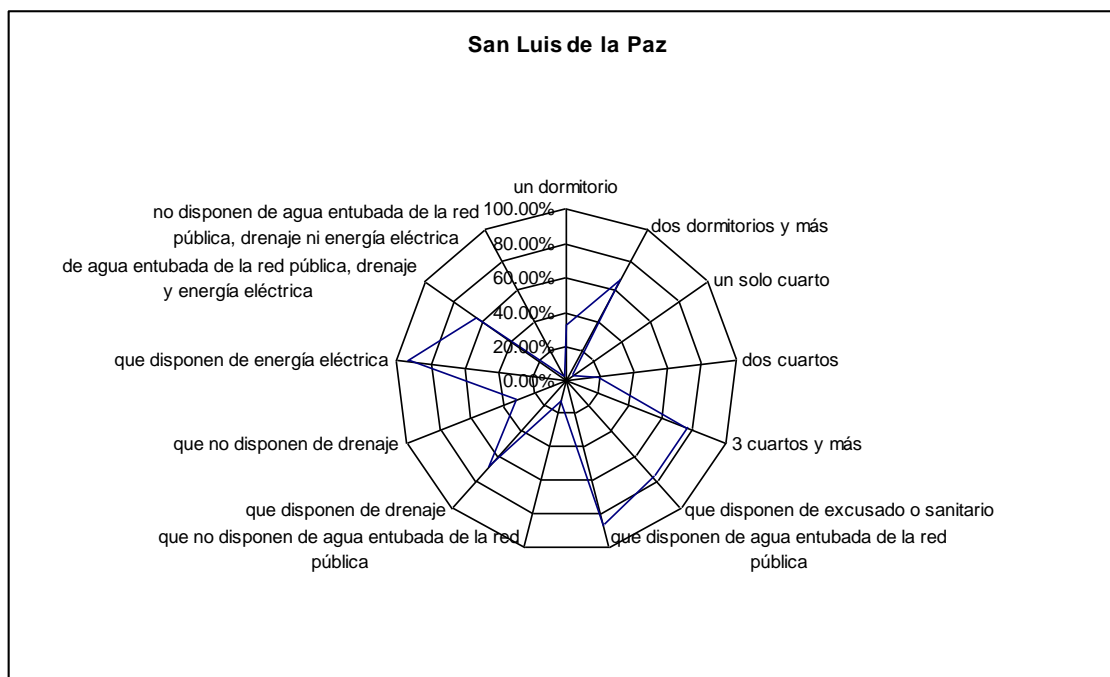 San Luis de la Paz
un dormitorio
100.00%
80.00%
60.00%
40.00%
20.00%
0.00%
dos dormitorios y más
un solo cuarto
dos cuartos
3 cuartos y más
que disponen de excusado o sanitario
que disponen de agua entubada de la red
pública
que no disponen de agua entubada de la red
pública
que disponen de drenaje
que no disponen de drenaje
que disponen de energía eléctrica
de agua entubada de la red pública, drenaje
y energía eléctrica
no disponen de agua entubada de la red
pública, drenaje ni energía eléctrica